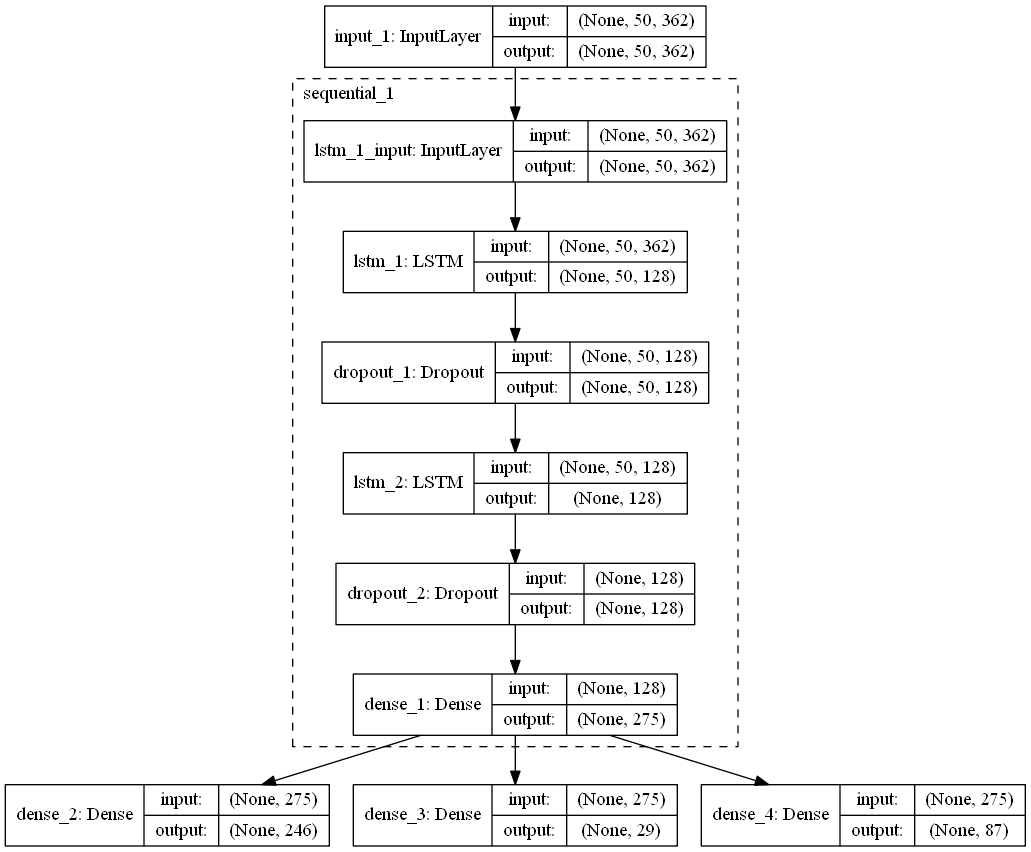 input_1: InputLayer
input: (None, 50, 362)
output: (None, 50, 362)
sequential_1
lstm_1_input: InputLayer
input: (None, 50, 362)
output: (None, 50, 362)
lstm_1: LSTM
input: (None, 50, 362)
output: (None, 50, 128)
dropout_1: Dropout
input: (None, 50, 128)
output: (None, 50, 128)
lstm_2: LSTM
input: (None, 50, 128)
output: (None, 128)
dropout_2: Dropout
input: (None, 128)
output: (None, 128)
dense_1: Dense
input: (None, 128)
output: (None, 275)
dense_2: Dense
input: (None, 275)
output: (None, 246)
dense_3: Dense
input: (None, 275)
output: (None, 29)
dense_4: Dense
input: (None, 275)
output: (None, 87)